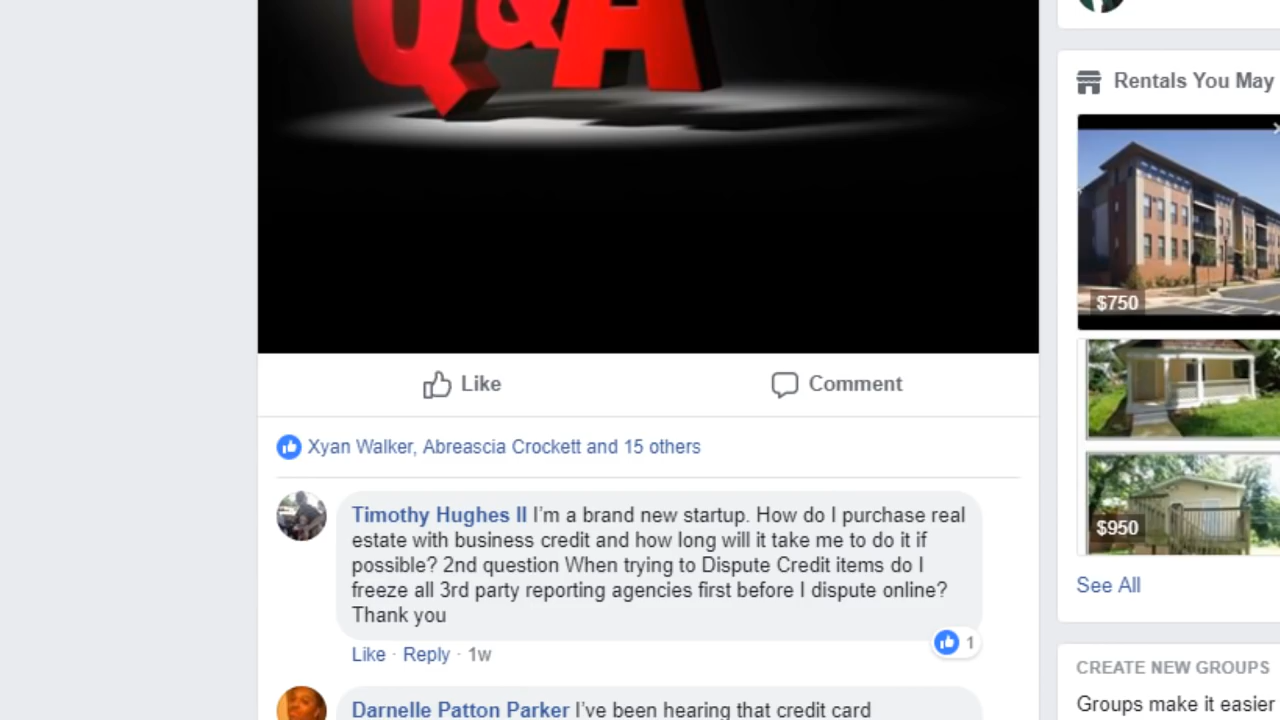 Q&A
Rentals You May
$750
Like
Comment
Xyan Walker, Abreascia Crockett and 15 others
Timothy Hughes II I'm a brand new startup. How do I purchase real
estate with business credit and how long will it take me to do it if
possible? 2nd question When trying to Dispute Credit items do I
freeze all 3rd party reporting agencies first before I dispute online?
Thank you
$950
See All
1
Like · Reply · 1w
CREATE NEW GROUPS
Groups make it easier
Darnelle Patton Parker I've been hearing that credit card